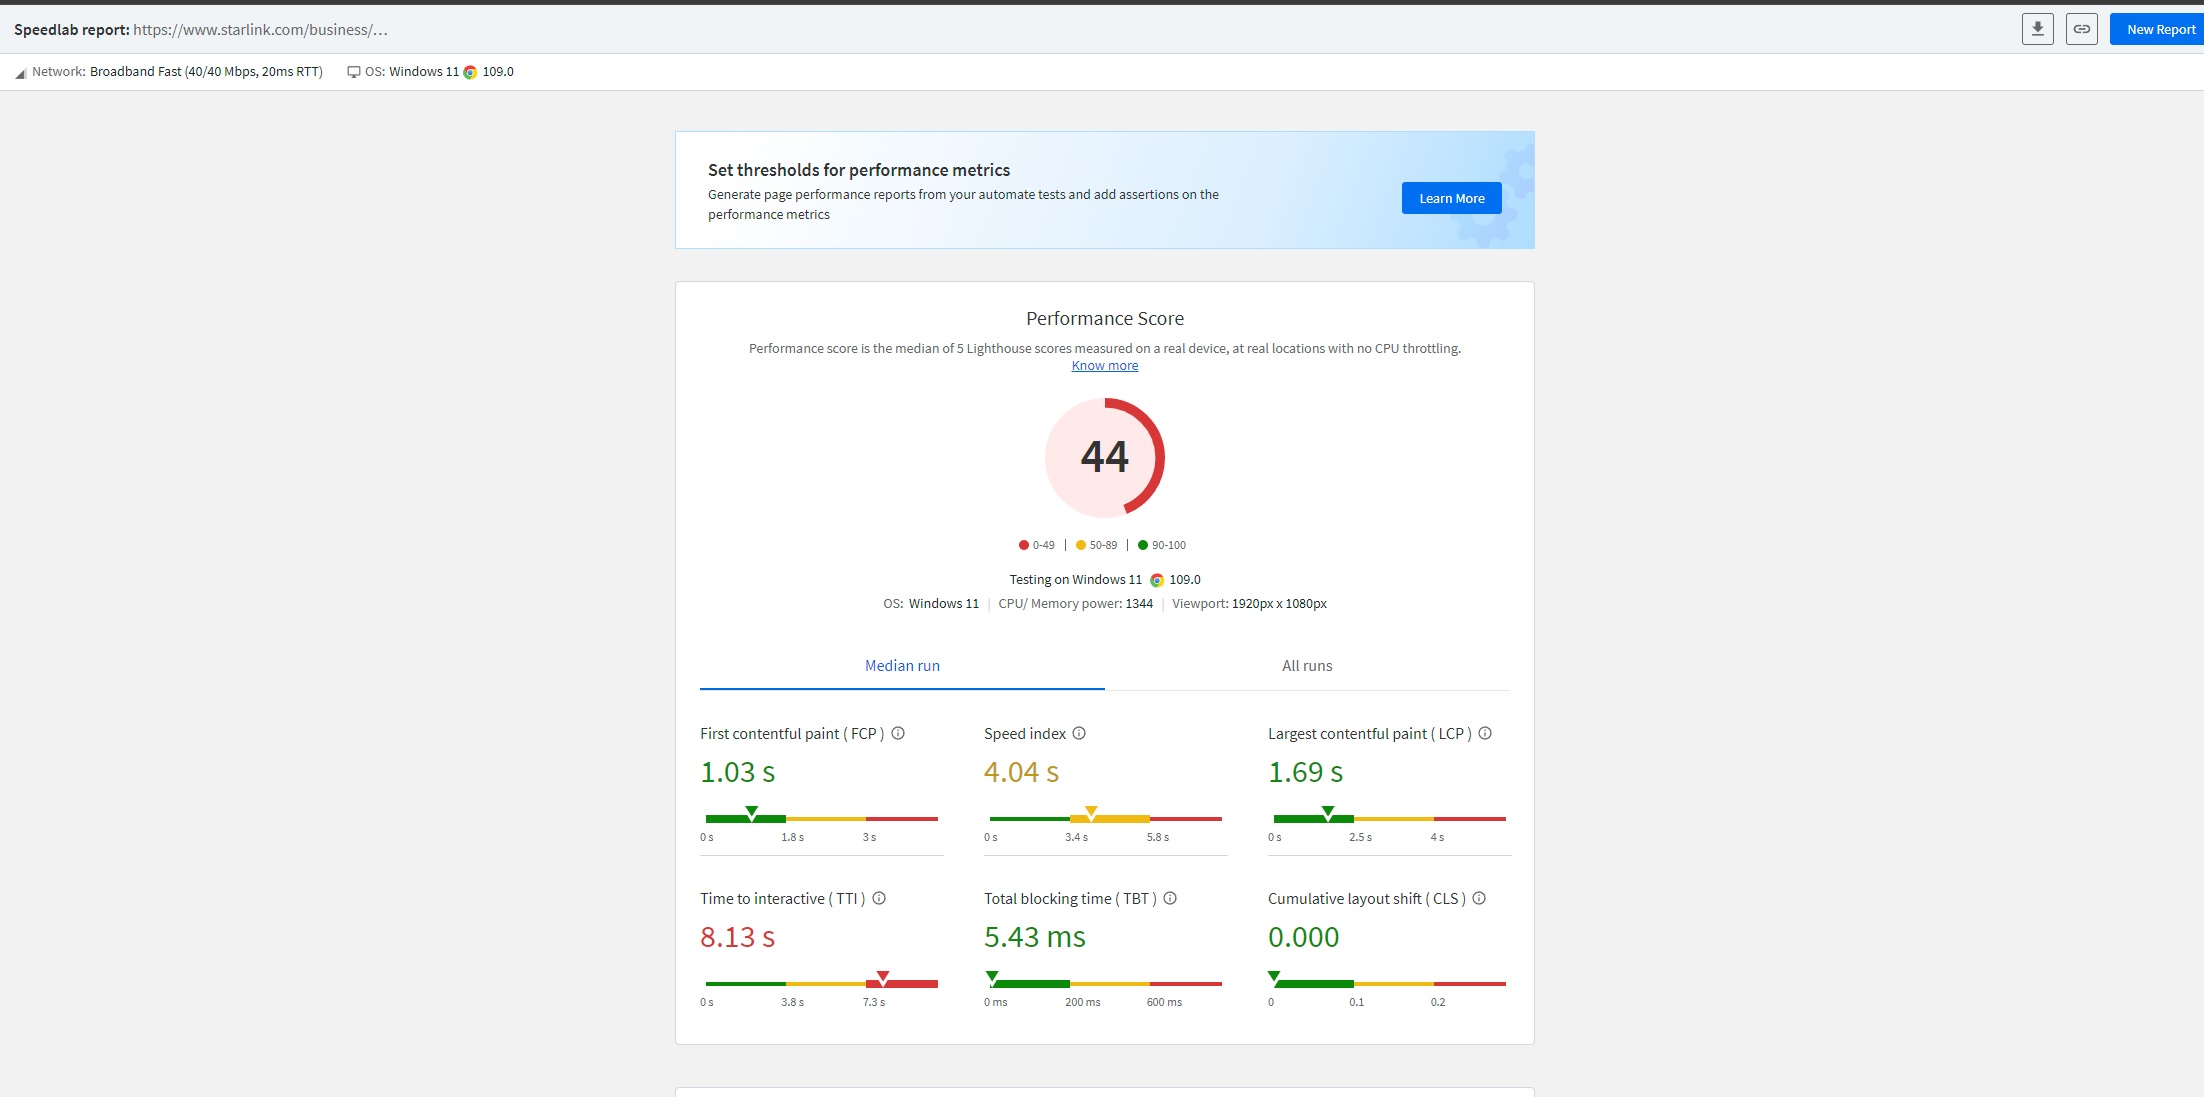 Speedlab report: https://www.starlink.com/business/...
New Report
Network: Broadband Fast (40/40 Mbps, 20ms RTT) OS: Windows 11 109.0
Set thresholds for performance metrics
Generate page performance reports from your automate tests and add assertions on the
performance metrics
Learn More
Performance Score
Performance score is the median of 5 Lighthouse scores measured on a real device, at real locations with no CPU throttling.
Know more
44
0-49 | 50-89 | 90-100
Testing on Windows 11 109.0
OS: Windows 11 | CPU/ Memory power: 1344 | Viewport: 1920px x 1080px
Median run
All runs
First contentful paint ( FCP )
1.03 s
0 s 1.8 s 3 s
Speed index
4.04 s
0 s 3.4 s 5.8 s
Largest contentful paint ( LCP )
1.69 s
0 s 2.5 s 4 s
Time to interactive ( TTI )
8.13 s
0 s 3.8 s 7.3 s
Total blocking time ( TBT )
5.43 ms
0 ms 200 ms 600 ms
Cumulative layout shift ( CLS )
0.000
0 0.1 0.2